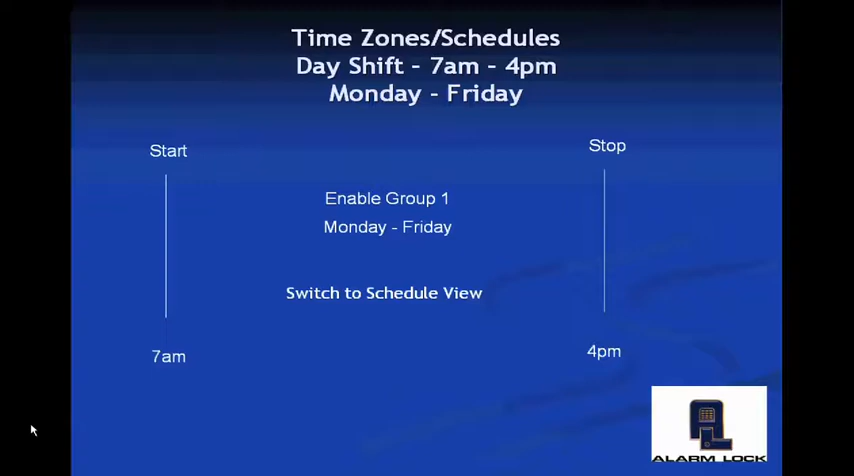 Time Zones/Schedules
Day Shift - 7am - 4pm
Monday - Friday
Start
Stop
Enable Group 1
Monday - Friday
Switch to Schedule View
7am
4pm
ALARM LOCK